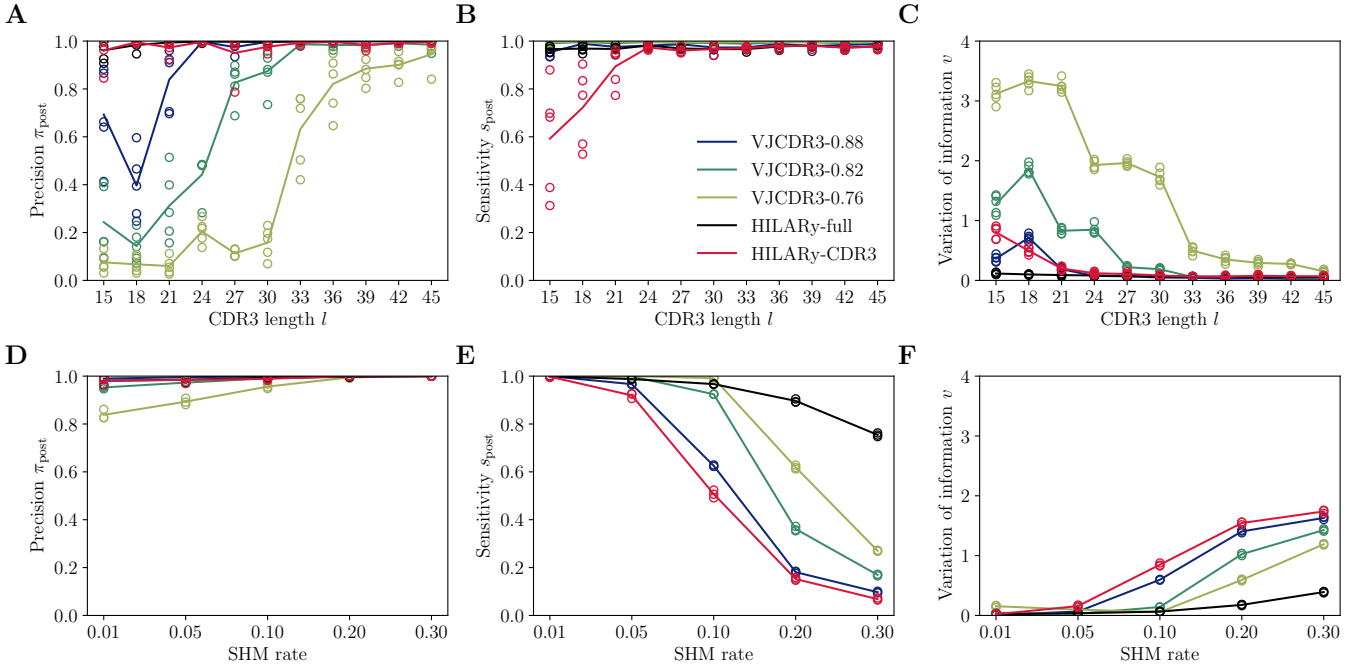 A
Precision π_post
1.0
0.8
0.6
0.4
0.2
0.0
15 18 21 24 27 30 33 36 39 42 45
CDR3 length l
B
Sensitivity s_post
1.0
0.8
0.6
0.4
0.2
0.0
VJCDR3-0.88
VJCDR3-0.82
VJCDR3-0.76
HILARy-full
HILARy-CDR3
15 18 21 24 27 30 33 36 39 42 45
CDR3 length l
C
Variation of information v
4
3
2
1
0
15 18 21 24 27 30 33 36 39 42 45
CDR3 length l
D
Precision π_post
1.0
0.8
0.6
0.4
0.2
0.0
0.01 0.05 0.10 0.20 0.30
SHM rate
E
Sensitivity s_post
1.0
0.8
0.6
0.4
0.2
0.0
0.01 0.05 0.10 0.20 0.30
SHM rate
F
Variation of information v
4
3
2
1
0
0.01 0.05 0.10 0.20 0.30
SHM rate